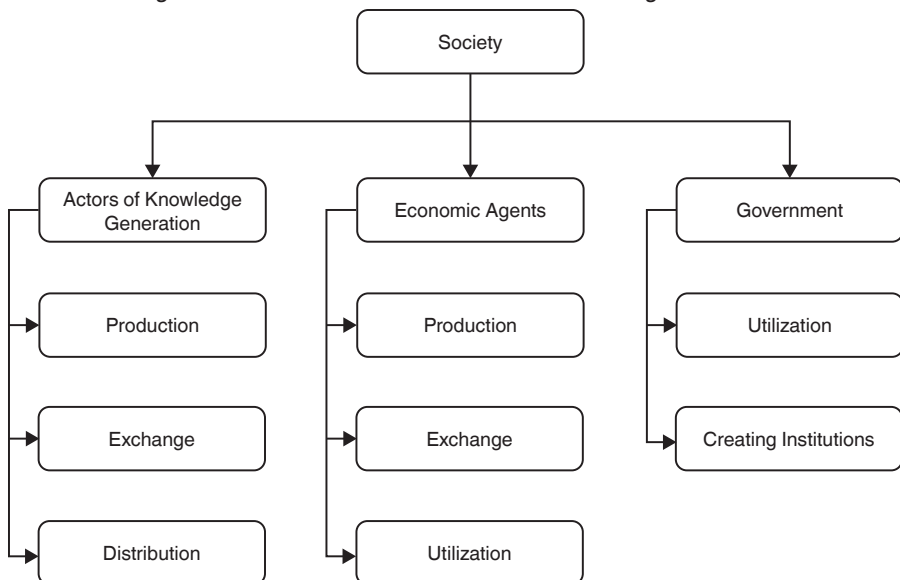 Society
Actors of Knowledge
Generation
Economic Agents
Government
Production
Production
Utilization
Exchange
Exchange
Creating Institutions
Distribution
Utilization